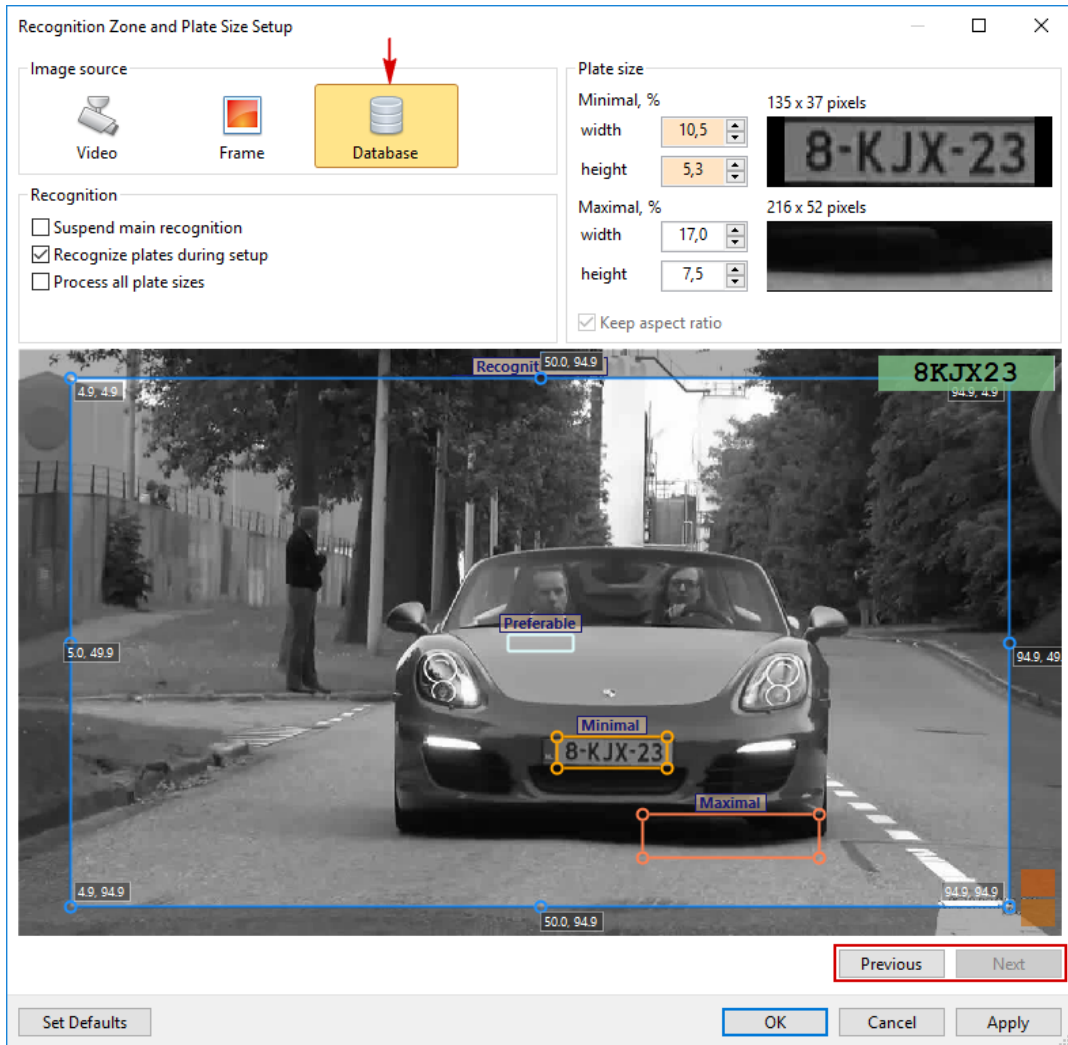 Recognition Zone and Plate Size Setup
Image source
Video
Frame
Database
Recognition
Suspend main recognition
Recognize plates during setup
Process all plate sizes
Plate size
Minimal, %
135 x 37 pixels
width
10,5
height
5,3
8-KJX-23
Maximal, %
216 x 52 pixels
width
17,0
height
7,5
Keep aspect ratio
Recognit
50.0, 94.9
8KJX23
4.9, 4.9
94.9, 4.9
Preferable
5.0, 49.9
94.9, 49.
Minimal
8-KJX-23
Maximal
4.9, 94.9
94.9, 94.9
50.0, 94.9
Previous
Next
Set Defaults
OK
Cancel
Apply